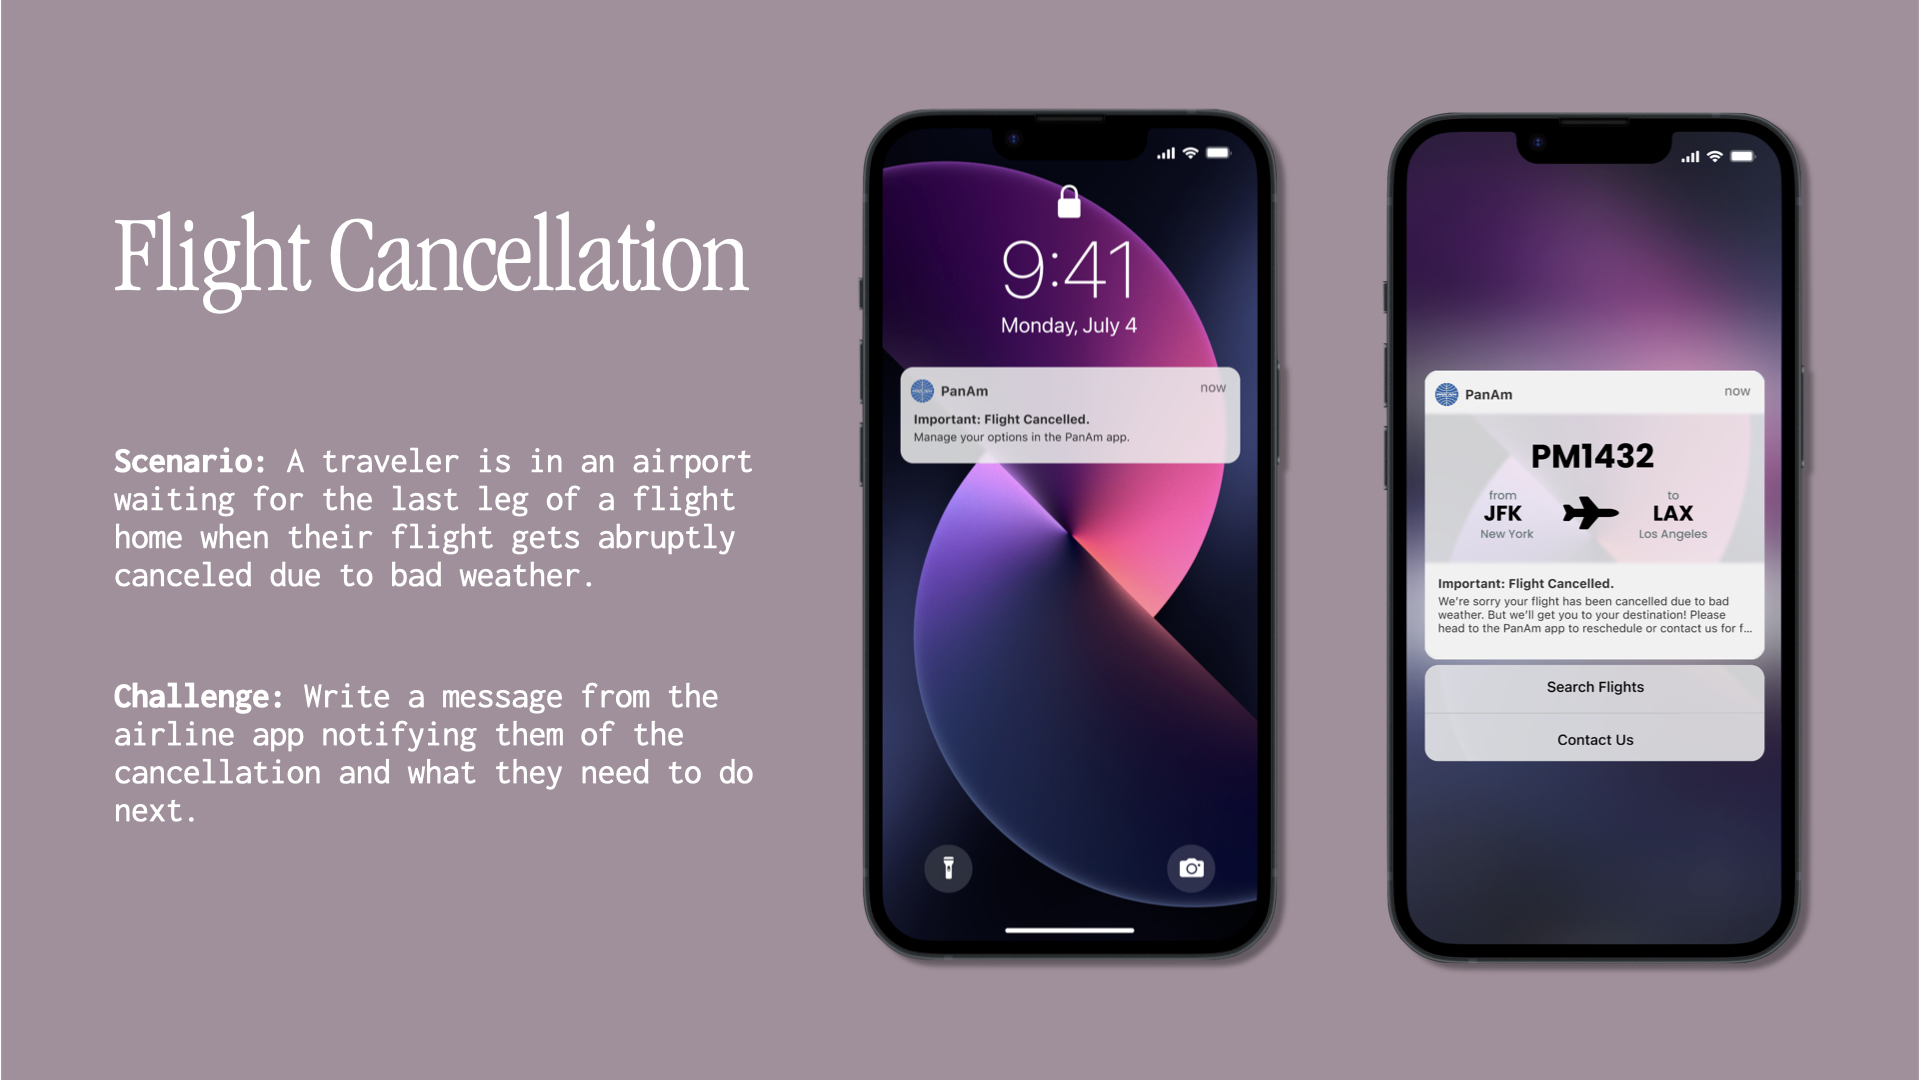 Flight Cancellation
Scenario: A traveler is in an airport
waiting for the last leg of a flight
home when their flight gets abruptly
canceled due to bad weather.
Challenge: Write a message from the
airline app notifying them of the
cancellation and what they need to do
next.
9:41
Monday, July 4
PanAm
now
Important: Flight Cancelled.
Manage your options in the PanAm app.
PanAm
now
PM1432
from
to
JFK
LAX
New York
Los Angeles
Important: Flight Cancelled.
We're sorry your flight has been cancelled due to bad
weather. But we'll get you to your destination! Please
head to the PanAm app to reschedule or contact us for f...
Search Flights
Contact Us